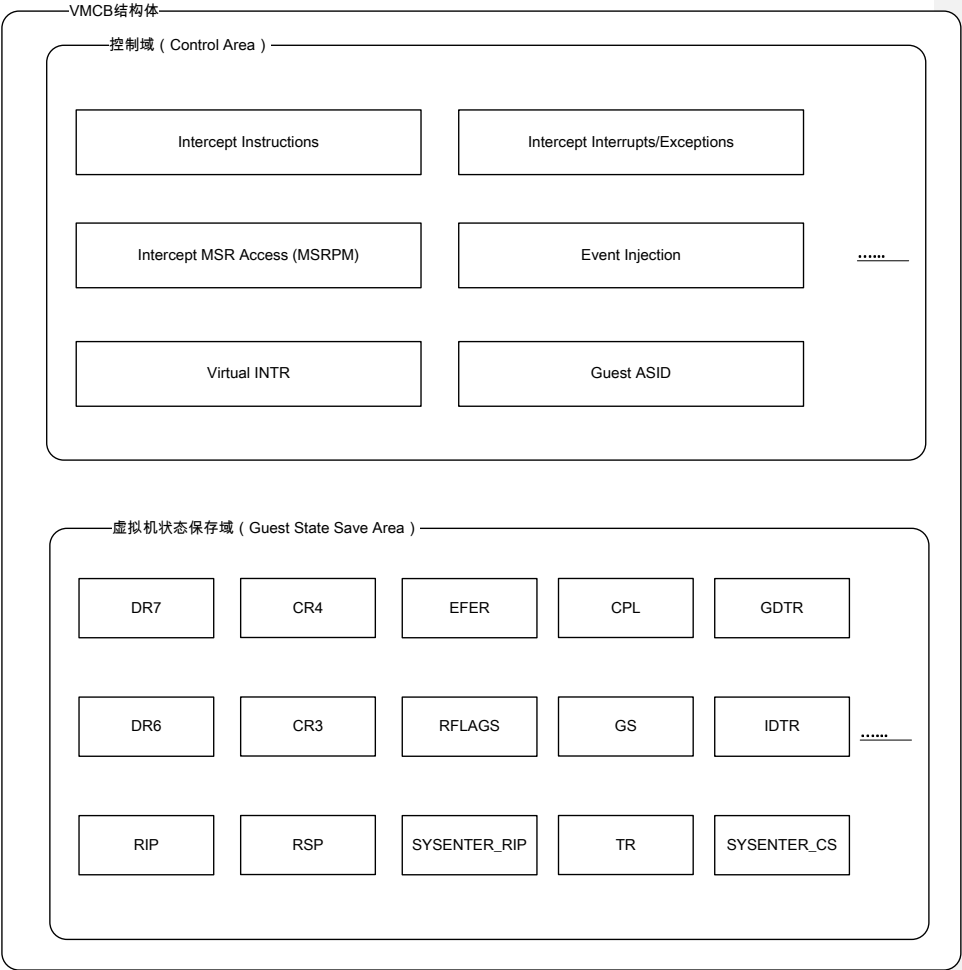 VMCB结构体
控制域（Control Area）
Intercept Instructions
Intercept Interrupts/Exceptions
Intercept MSR Access (MSRPM)
Event Injection
……
Virtual INTR
Guest ASID
虚拟机状态保存域（Guest State Save Area）
DR7
CR4
EFER
CPL
GDTR
DR6
CR3
RFLAGS
GS
IDTR
……
RIP
RSP
SYSENTER_RIP
TR
SYSENTER_CS